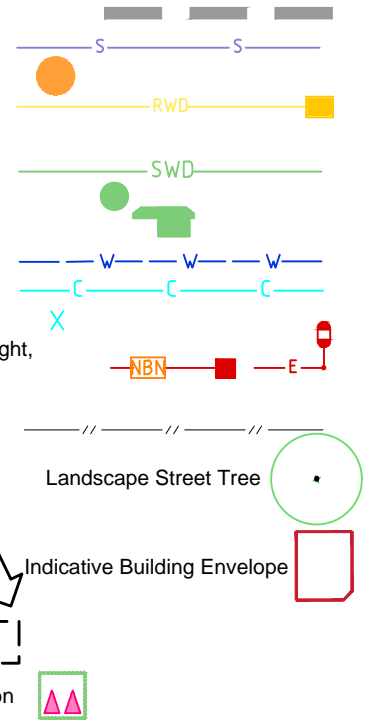 S S
RWD
SWD
W W W
C C C
X
ght,
NBN E
// // //
Landscape Street Tree
Indicative Building Envelope
on